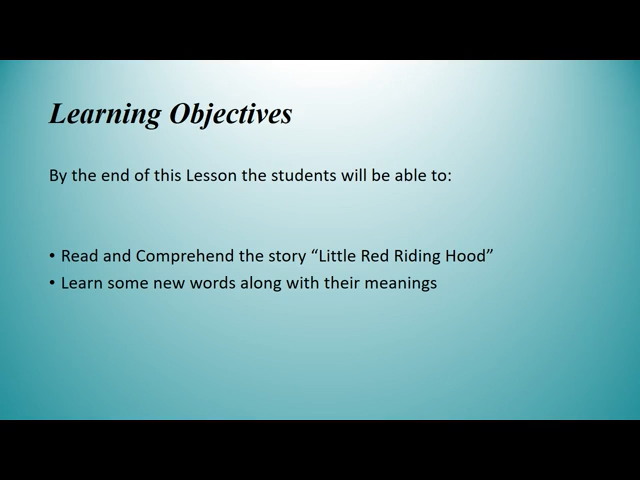 Learning Objectives
By the end of this Lesson the students will be able to:
• Read and Comprehend the story “Little Red Riding Hood”
• Learn some new words along with their meanings